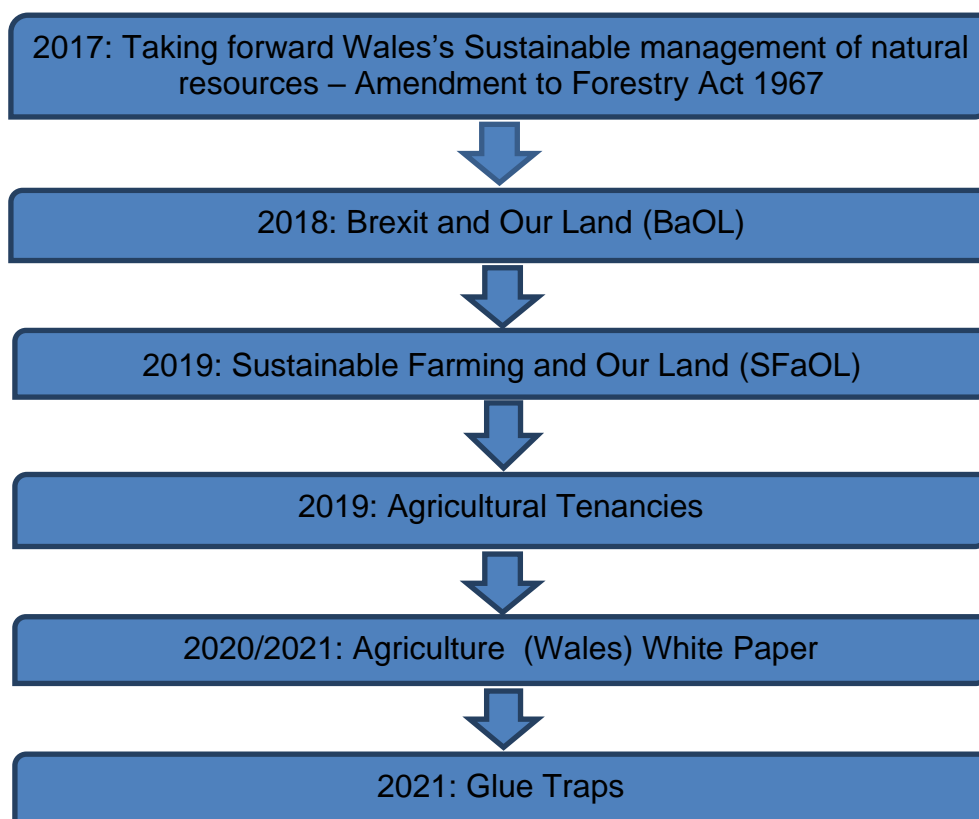 2017: Taking forward Wales's Sustainable management of natural
resources – Amendment to Forestry Act 1967
2018: Brexit and Our Land (BaOL)
2019: Sustainable Farming and Our Land (SFaOL)
2019: Agricultural Tenancies
2020/2021: Agriculture  (Wales) White Paper
2021: Glue Traps